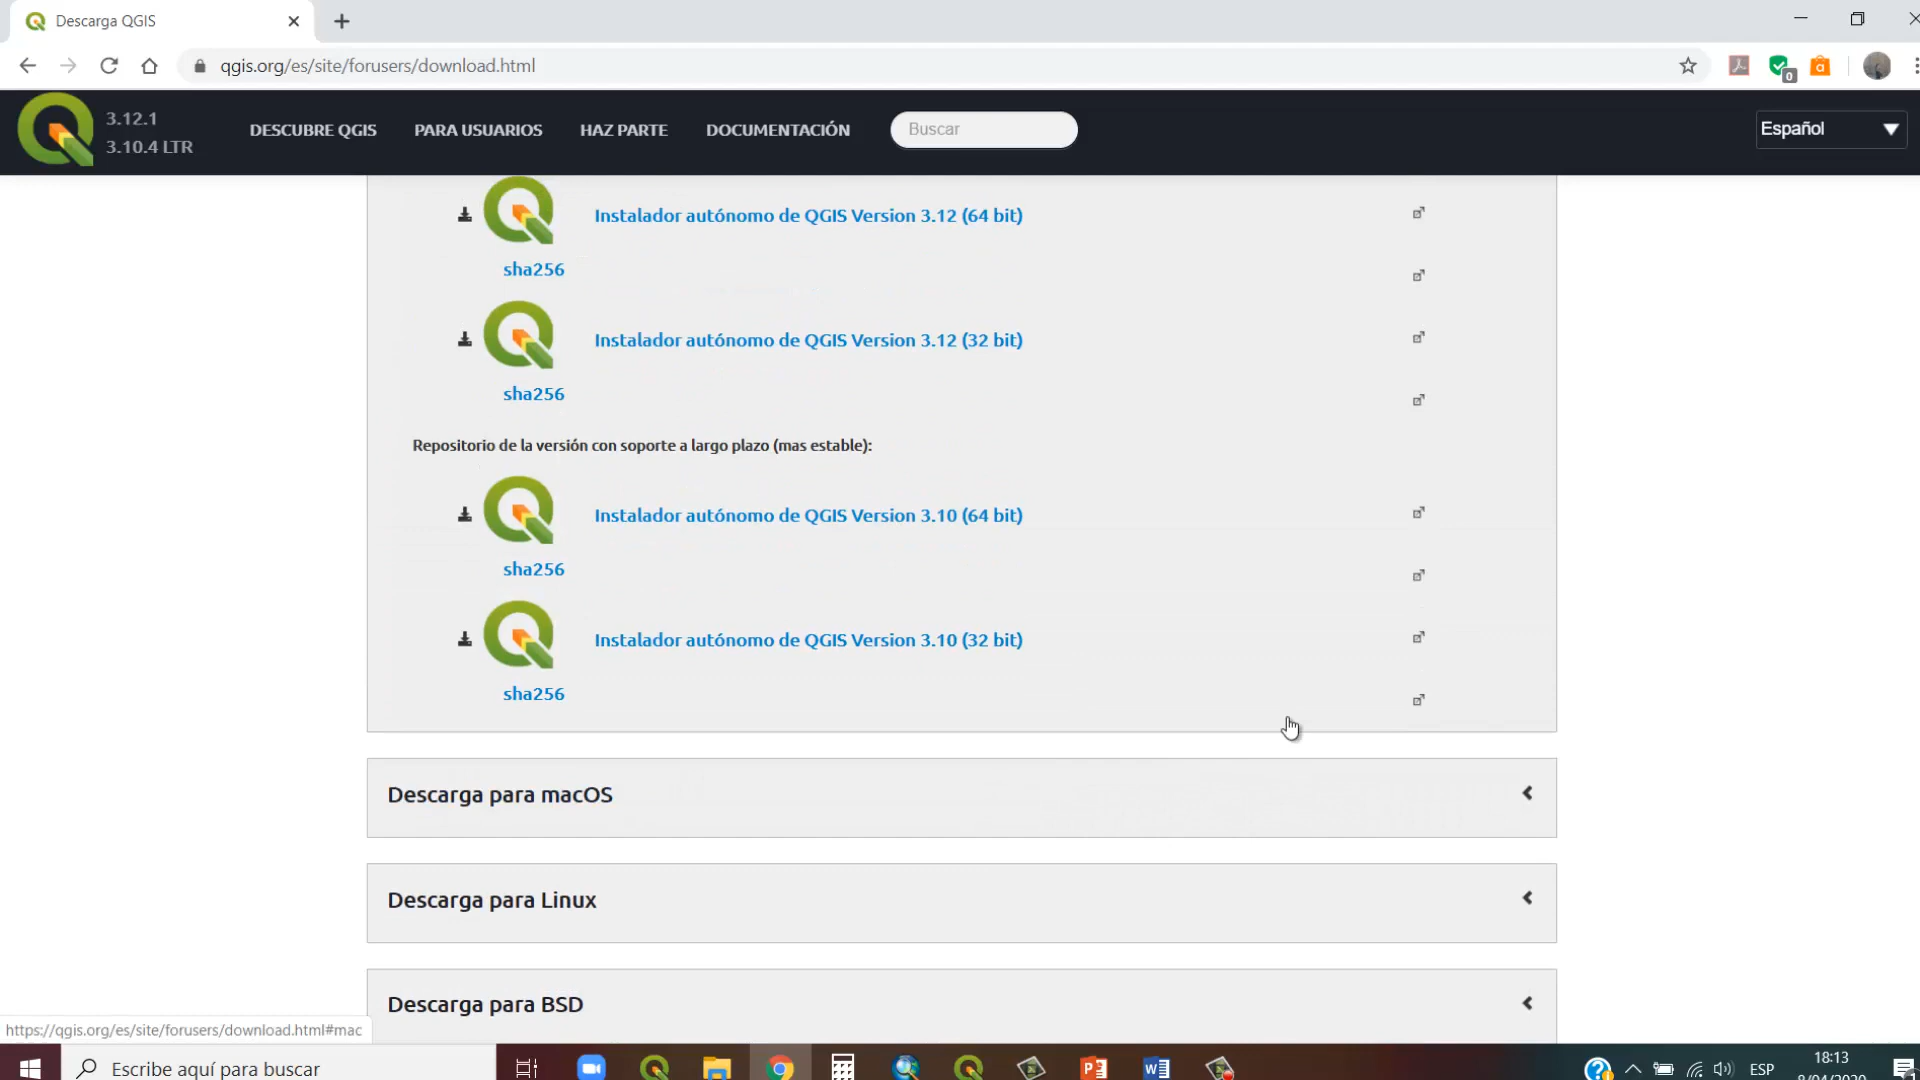 Descarga QGIS
qgis.org/es/site/forusers/download.html
0
3.12.1
3.10.4 LTR
DESCUBRE QGIS
PARA USUARIOS
HAZ PARTE
DOCUMENTACIÓN
Buscar
Español
Instalador autónomo de QGIS Version 3.12 (64 bit)
sha256
Instalador autónomo de QGIS Version 3.12 (32 bit)
sha256
Repositorio de la versión con soporte a largo plazo (mas estable):
Instalador autónomo de QGIS Version 3.10 (64 bit)
sha256
Instalador autónomo de QGIS Version 3.10 (32 bit)
sha256
Descarga para macOS
Descarga para Linux
Descarga para BSD
https://qgis.org/es/site/forusers/download.html#mac
Escribe aquí para buscar
ESP
18:13
8/04/2020